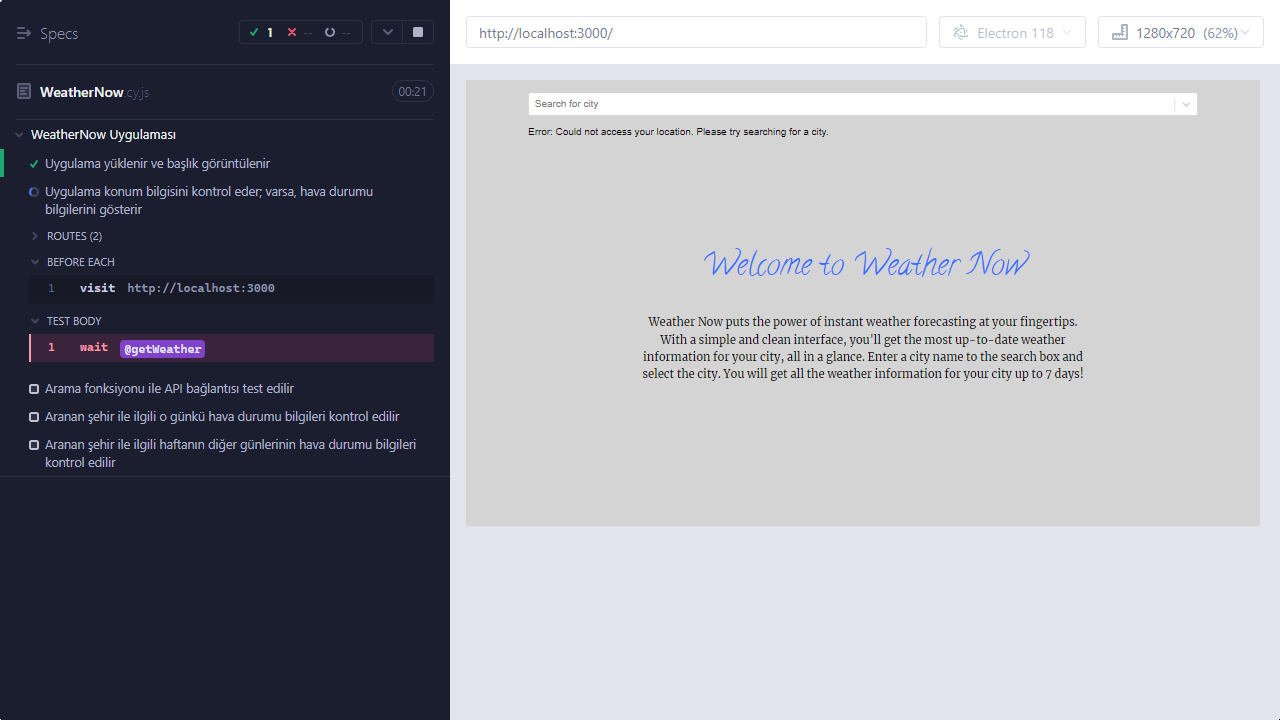 Specs
1
--
--
WeatherNow.cy.js
00:21
WeatherNow Uygulaması
Uygulama yüklenir ve başlık görüntülenir
Uygulama konum bilgisini kontrol eder; varsa, hava durumu
bilgilerini gösterir
ROUTES (2)
BEFORE EACH
1 visit http://localhost:3000
TEST BODY
1 wait @getWeather
Arama fonksiyonu ile API bağlantısı test edilir
Aranan şehir ile ilgili o günkü hava durumu bilgileri kontrol edilir
Aranan şehir ile ilgili haftanın diğer günlerinin hava durumu bilgileri
kontrol edilir
http://localhost:3000/
Electron 118
1280x720 (62%)
Search for city
Error: Could not access your location. Please try searching for a city.
Welcome to Weather Now
Weather Now puts the power of instant weather forecasting at your fingertips.
With a simple and clean interface, you'll get the most up-to-date weather
information for your city, all in a glance. Enter a city name to the search box and
select the city. You will get all the weather information for your city up to 7 days!